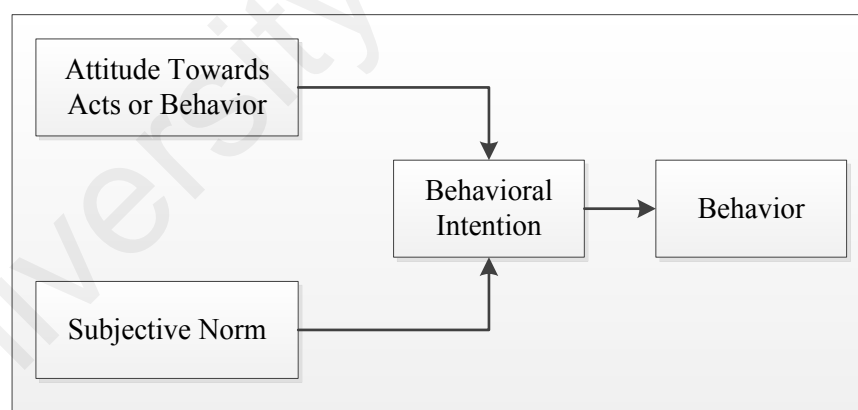 Attitude Towards
Acts or Behavior
Behavioral
Intention
Behavior
Subjective Norm